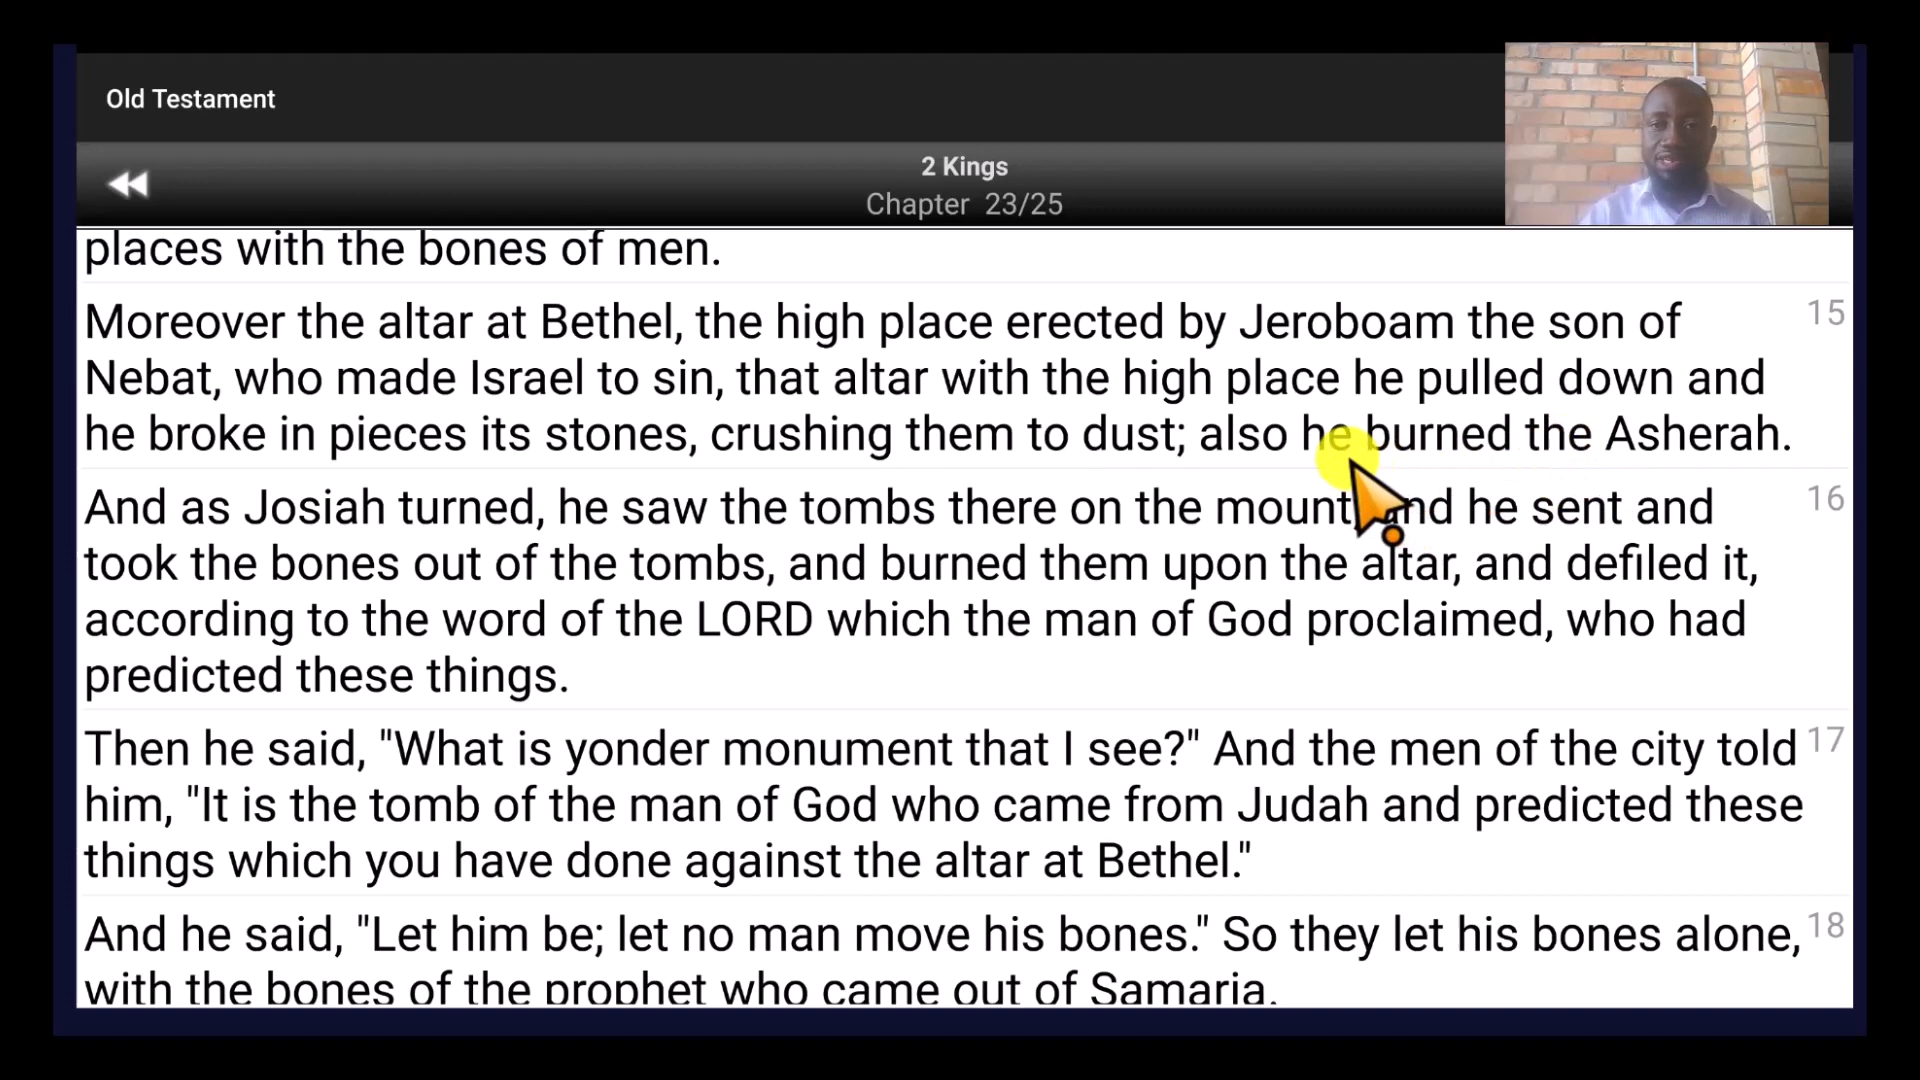 Old Testament
2 Kings
Chapter 23/25
places with the bones of men.
Moreover the altar at Bethel, the high place erected by Jeroboam the son of 15
Nebat, who made Israel to sin, that altar with the high place he pulled down and
he broke in pieces its stones, crushing them to dust; also he burned the Asherah.
And as Josiah turned, he saw the tombs there on the mount and he sent and 16
took the bones out of the tombs, and burned them upon the altar, and defiled it,
according to the word of the LORD which the man of God proclaimed, who had
predicted these things.
Then he said, "What is yonder monument that I see?" And the men of the city told 17
him, "It is the tomb of the man of God who came from Judah and predicted these
things which you have done against the altar at Bethel."
And he said, "Let him be; let no man move his bones." So they let his bones alone, 18
with the bones of the prophet who came out of Samaria.